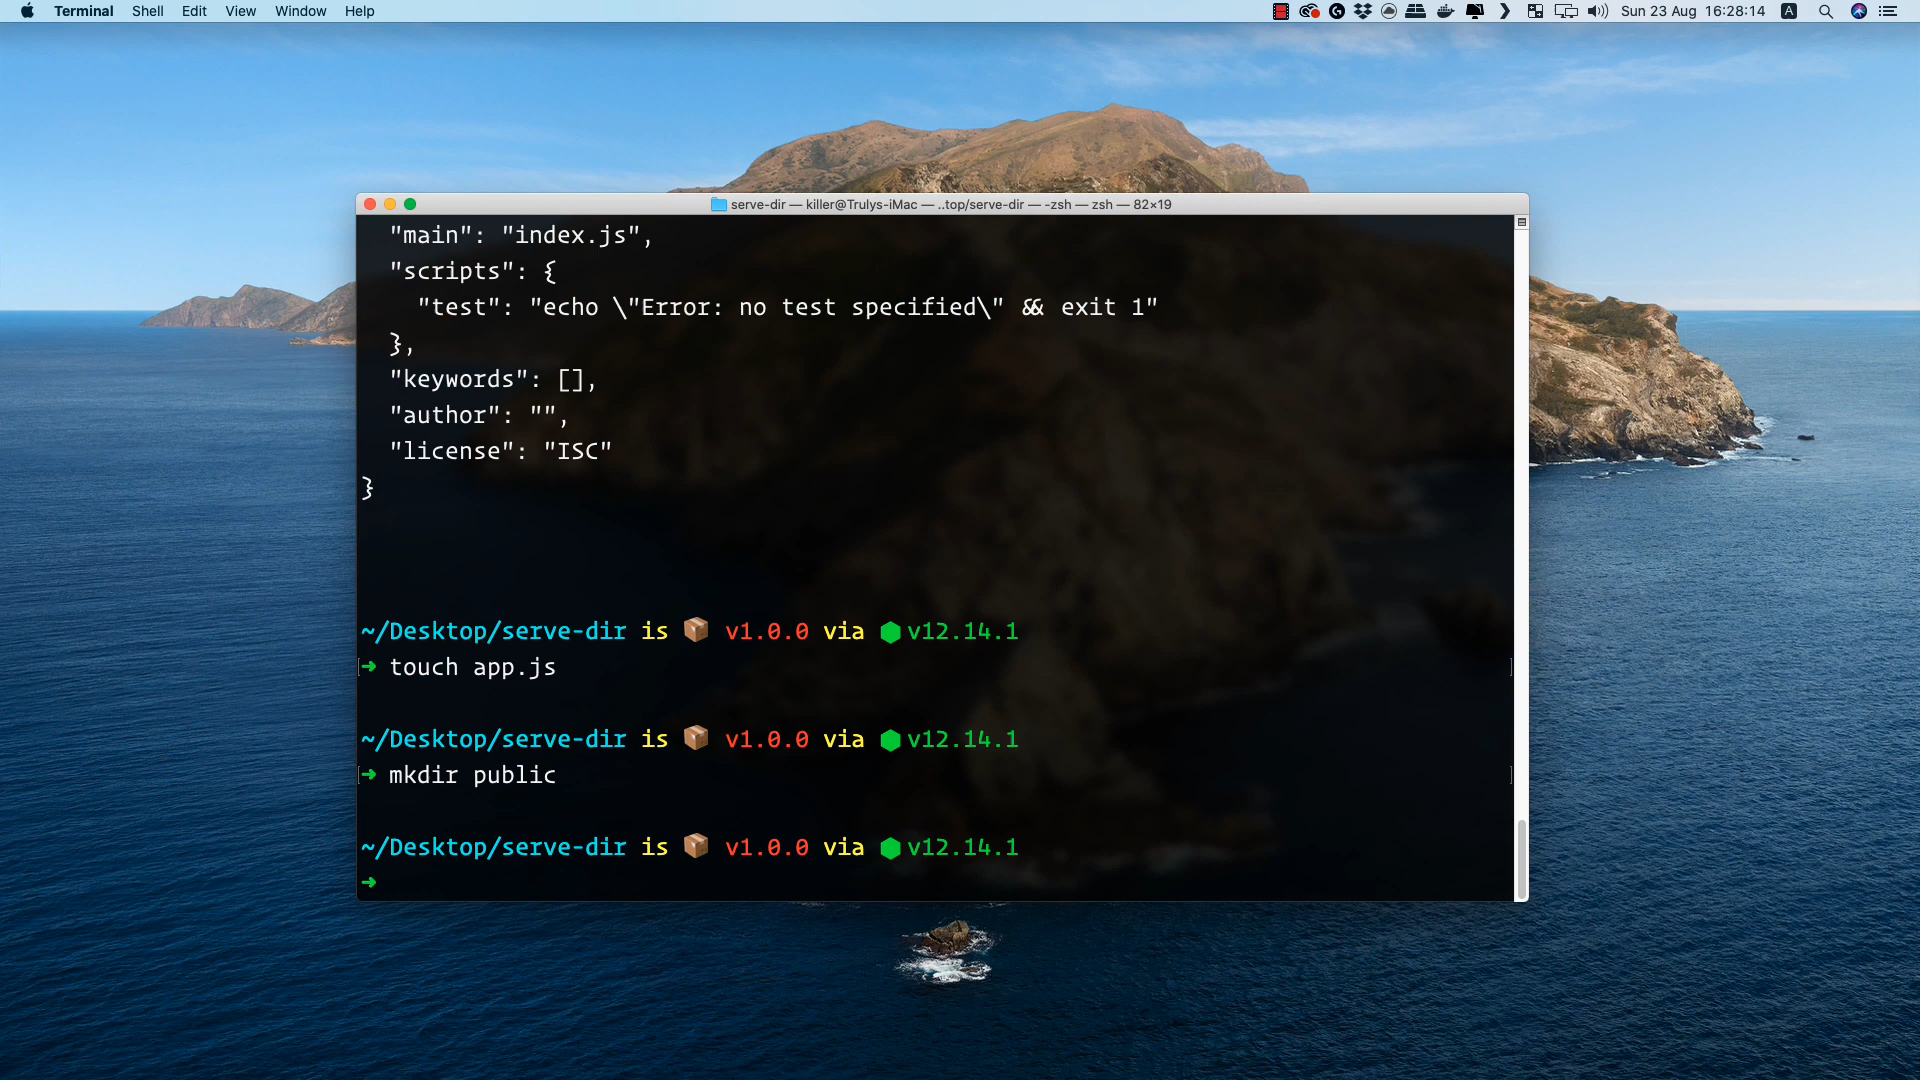 Terminal Shell Edit View Window Help Sun 23 Aug 16:28:14 A
serve-dir — killer@Trulys-iMac — ..top/serve-dir — -zsh — zsh — 82×19
"main": "index.js",
"scripts": {
"test": "echo \"Error: no test specified\" && exit 1"
},
"keywords": [],
"author": "",
"license": "ISC"
}
~/Desktop/serve-dir is 📦 v1.0.0 via ⬢ v12.14.1
➜ touch app.js
~/Desktop/serve-dir is 📦 v1.0.0 via ⬢ v12.14.1
➜ mkdir public
~/Desktop/serve-dir is 📦 v1.0.0 via ⬢ v12.14.1
➜